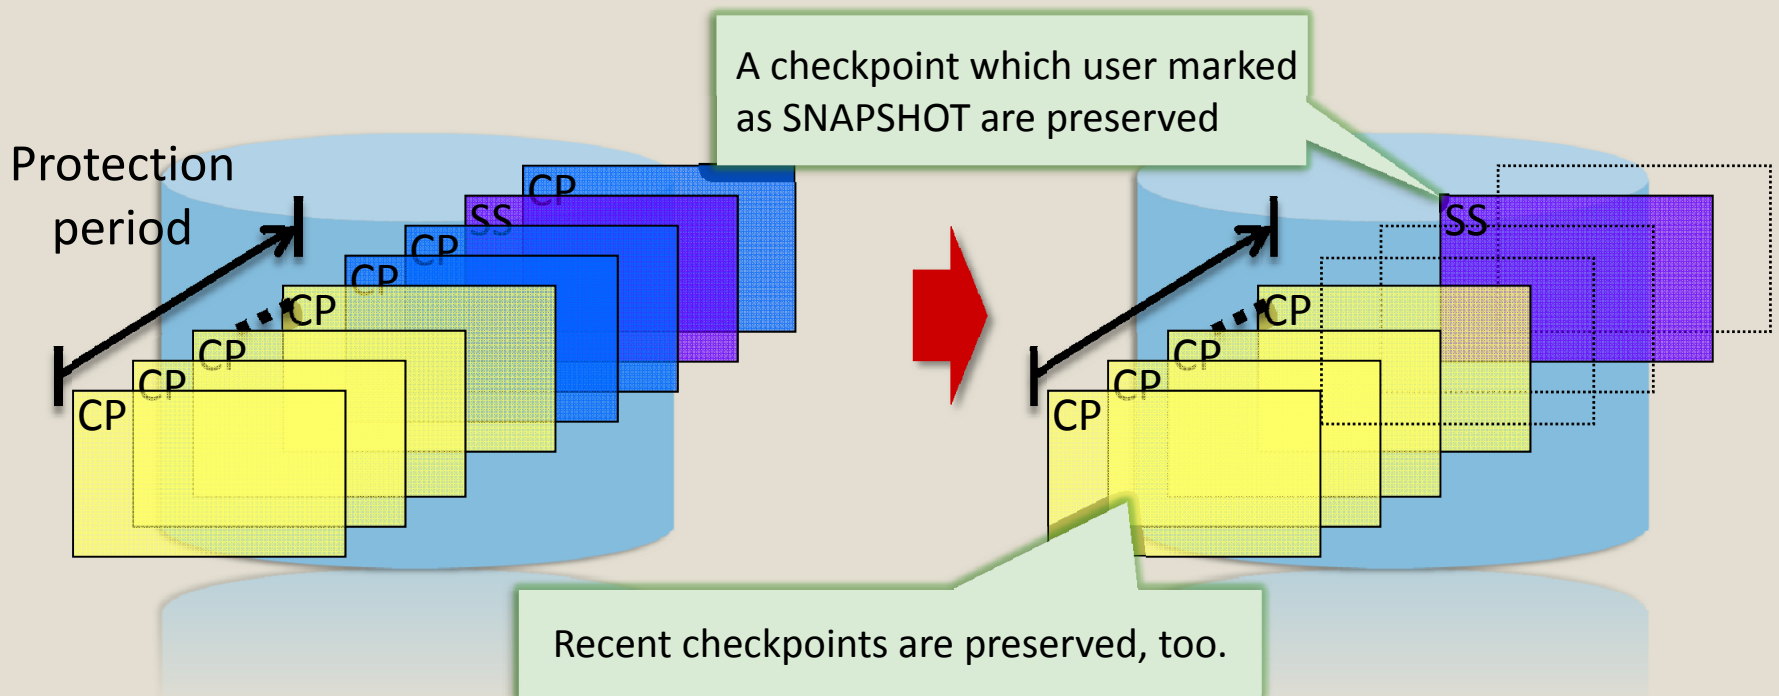 A checkpoint which user marked
as SNAPSHOT are preserved
Protection
period
CP
SS
CP
CP
CP
CP
CP
CP
SS
CP
CP
CP
CP
Recent checkpoints are preserved, too.